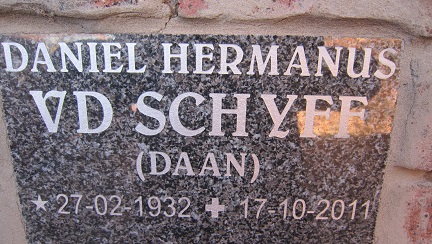 DANIEL HERMANUS
VD SCHYFF
(DAAN)
★ 27-02-1932 ✚ 17-10-2011